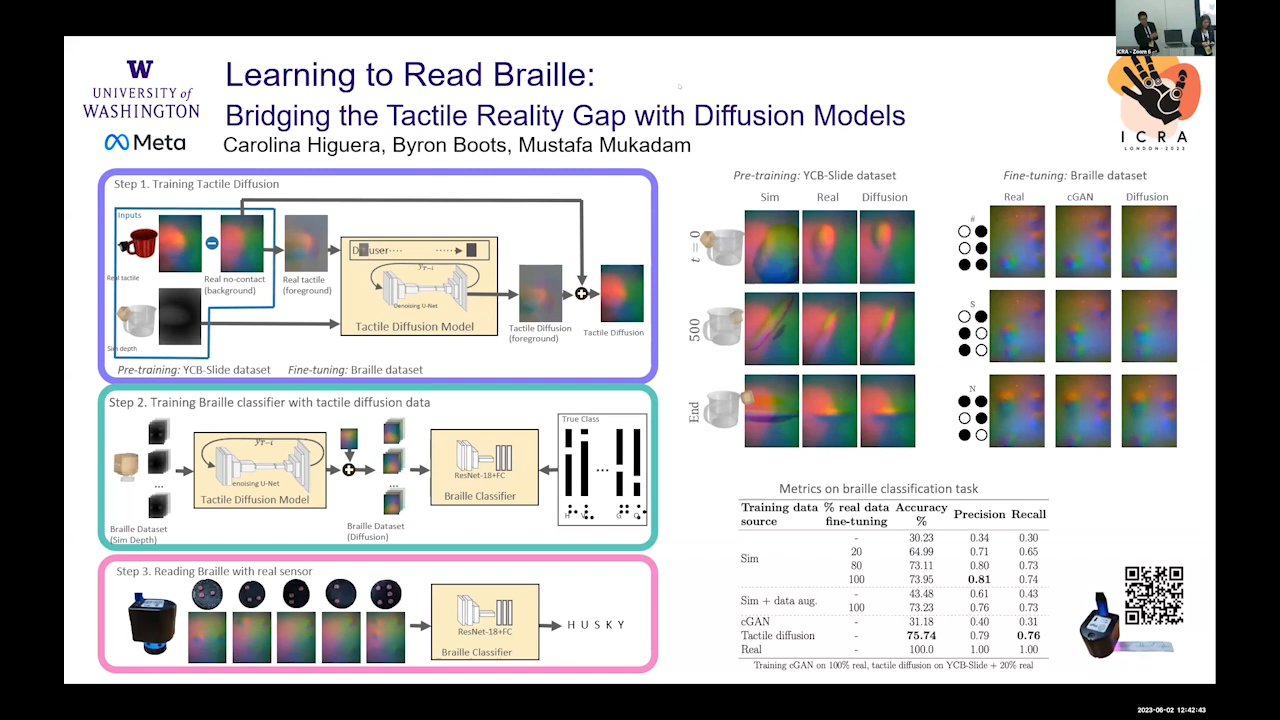 ICRA - Zoom 6
W
UNIVERSITY of
WASHINGTON
Meta
Learning to Read Braille:
Bridging the Tactile Reality Gap with Diffusion Models
Carolina Higuera, Byron Boots, Mustafa Mukadam
ICRA
LONDON•2023
Step 1. Training Tactile Diffusion
Inputs
Real tactile
Real no-contact
(background)
Real tactile
(foreground)
Sim depth
Denoising U-Net
Tactile Diffusion Model
Tactile Diffusion
(foreground)
Tactile Diffusion
Pre-training: YCB-Slide dataset Fine-tuning: Braille dataset
Step 2. Training Braille classifier with tactile diffusion data
Braille Dataset
(Sim Depth)
Tactile Diffusion Model
Braille Dataset
(Diffusion)
ResNet-18+FC
Braille Classifier
True Class
Step 3. Reading Braille with real sensor
ResNet-18+FC
Braille Classifier
H U S K Y
Pre-training: YCB-Slide dataset
Sim Real Diffusion
t = 0
500
End
Fine-tuning: Braille dataset
Real cGAN Diffusion
#
S
N
Metrics on braille classification task
Training data source % real data fine-tuning Accuracy % Precision Recall
Sim - 30.23 0.34 0.30
20 64.99 0.71 0.65
80 73.11 0.80 0.73
100 73.95 0.81 0.74
Sim + data aug. - 43.48 0.61 0.43
100 73.23 0.76 0.73
cGAN - 31.18 0.40 0.31
Tactile diffusion - 75.74 0.79 0.76
Real - 100.0 1.00 1.00
Training cGAN on 100% real, tactile diffusion on YCB-Slide + 20% real
2023-06-02 12:42:43